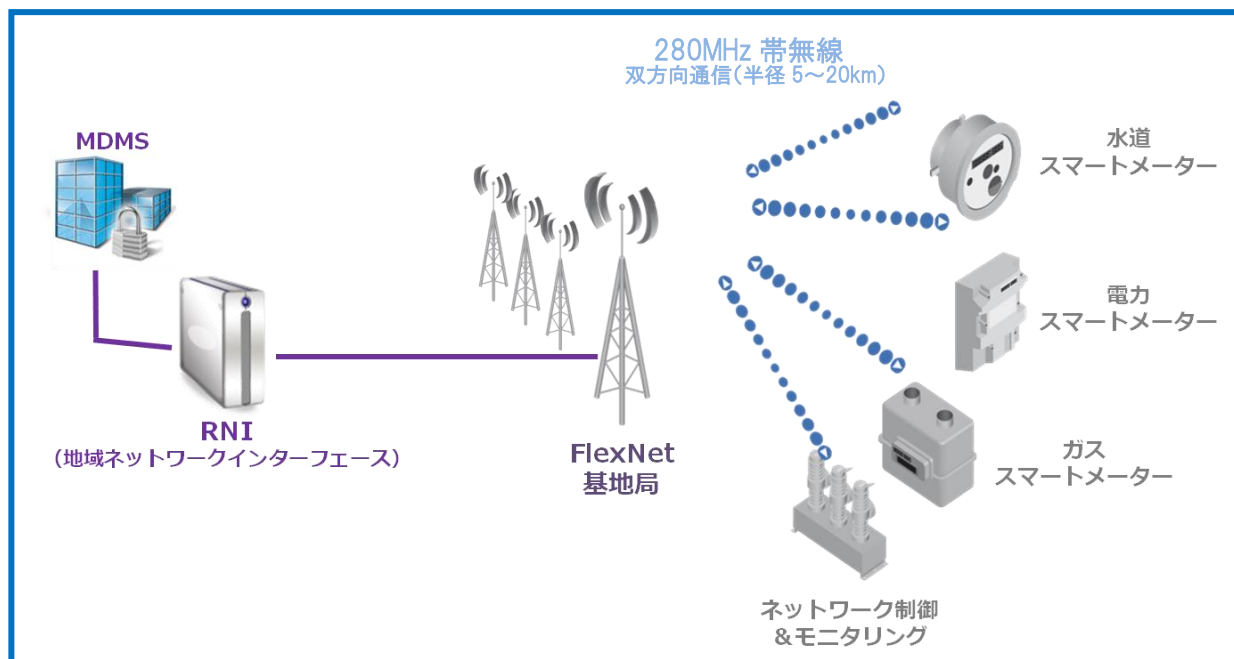 280MHz 帯無線
双方向通信(半径 5～20km)
MDMS
水道
スマートメーター
電力
スマートメーター
RNI
（地域ネットワークインターフェース）
FlexNet
基地局
ガス
スマートメーター
ネットワーク制御
＆モニタリング